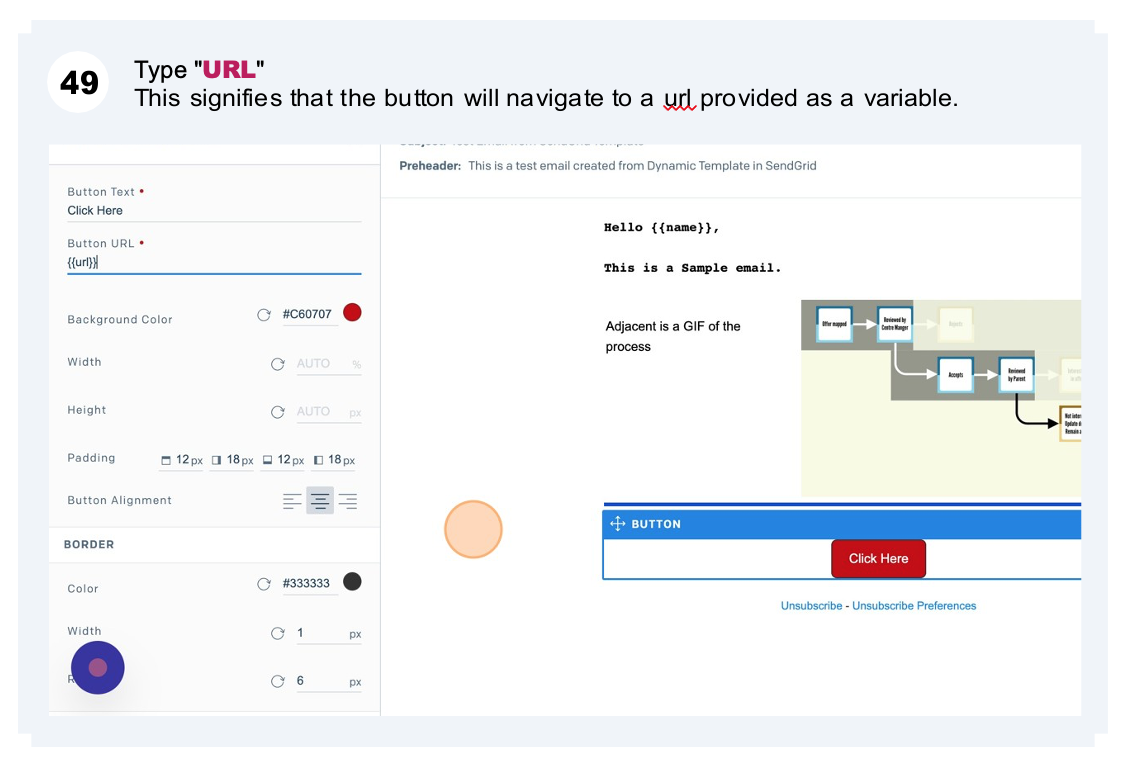 49
Type "URL"
This signifies that the button will navigate to a url provided as a variable.
Preheader: This is a test email created from Dynamic Template in SendGrid
Button Text •
Click Here
Button URL •
{{url}}
Background Color #C60707
Width AUTO %
Height AUTO px
Padding 12 px 18 px 12 px 18 px
Button Alignment
BORDER
Color #333333
Width 1 px
6 px
Hello {{name}},
This is a Sample email.
Adjacent is a GIF of the
process
Offer mapped
Reviewed by
Centre Manger
Accepts
Reviewed
by Parent
BUTTON
Click Here
Unsubscribe - Unsubscribe Preferences